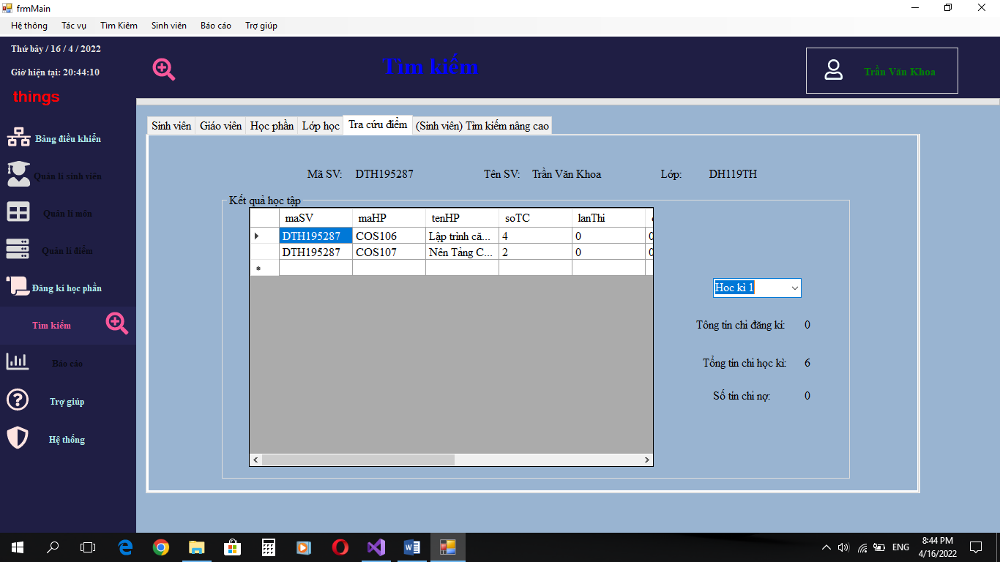 frmMain
Hệ thống Tác vụ Tìm Kiêm Sinh viên Báo cáo Trợ giúp
Thứ bảy / 16 / 4 / 2022
Giờ hiện tại: 20:44:10
things
Tìm kiếm
Trần Văn Khoa
Bảng điều khiển
Quản lí sinh viên
Quản lí môn
Quản lí điểm
Đăng kí học phần
Tìm kiếm
Báo cáo
Trợ giúp
Hệ thống
Sinh viên Giáo viên Học phần Lớp học Tra cứu điểm (Sinh viên) Tìm kiếm nâng cao
Mã SV: DTH195287 Tên SV: Trần Văn Khoa Lớp: DH119TH
Kết quả học tập
maSV maHP tenHP soTC lanThi
DTH195287 COS106 Lập trình că... 4 0 0
DTH195287 COS107 Nên Tảng C... 2 0 0
Hoc kì 1
Tông tín chỉ đăng kí: 0
Tổng tín chỉ học kì: 6
Số tín chỉ nợ: 0
ENG
8:44 PM
4/16/2022